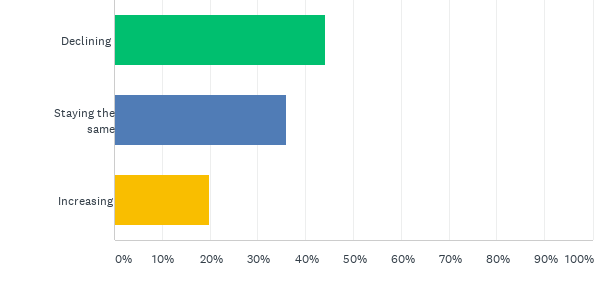 Declining
Staying the
same
Increasing
0% 10% 20% 30% 40% 50% 60% 70% 80% 90% 100%